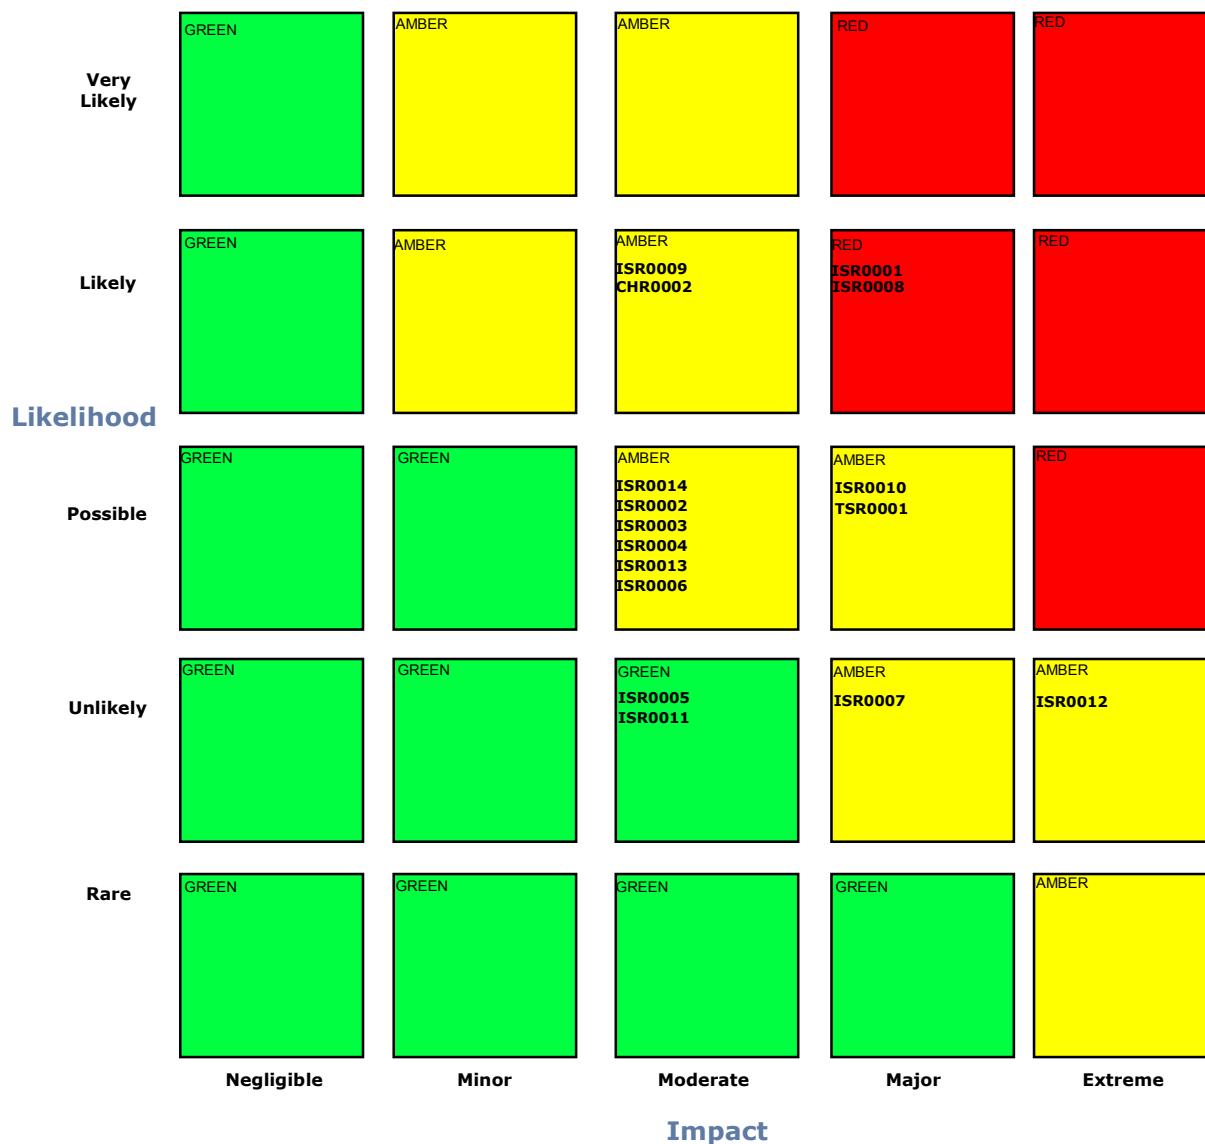 GREEN
AMBER
AMBER
RED
RED
Very
Likely
GREEN
AMBER
AMBER
ISR0009
CHR0002
RED
ISR0001
ISR0008
RED
Likely
Likelihood
GREEN
GREEN
AMBER
ISR0014
ISR0002
ISR0003
ISR0004
ISR0013
ISR0006
AMBER
ISR0010
TSR0001
RED
Possible
GREEN
GREEN
GREEN
ISR0005
ISR0011
AMBER
ISR0007
AMBER
ISR0012
Unlikely
GREEN
GREEN
GREEN
GREEN
AMBER
Rare
Negligible
Minor
Moderate
Major
Extreme
Impact